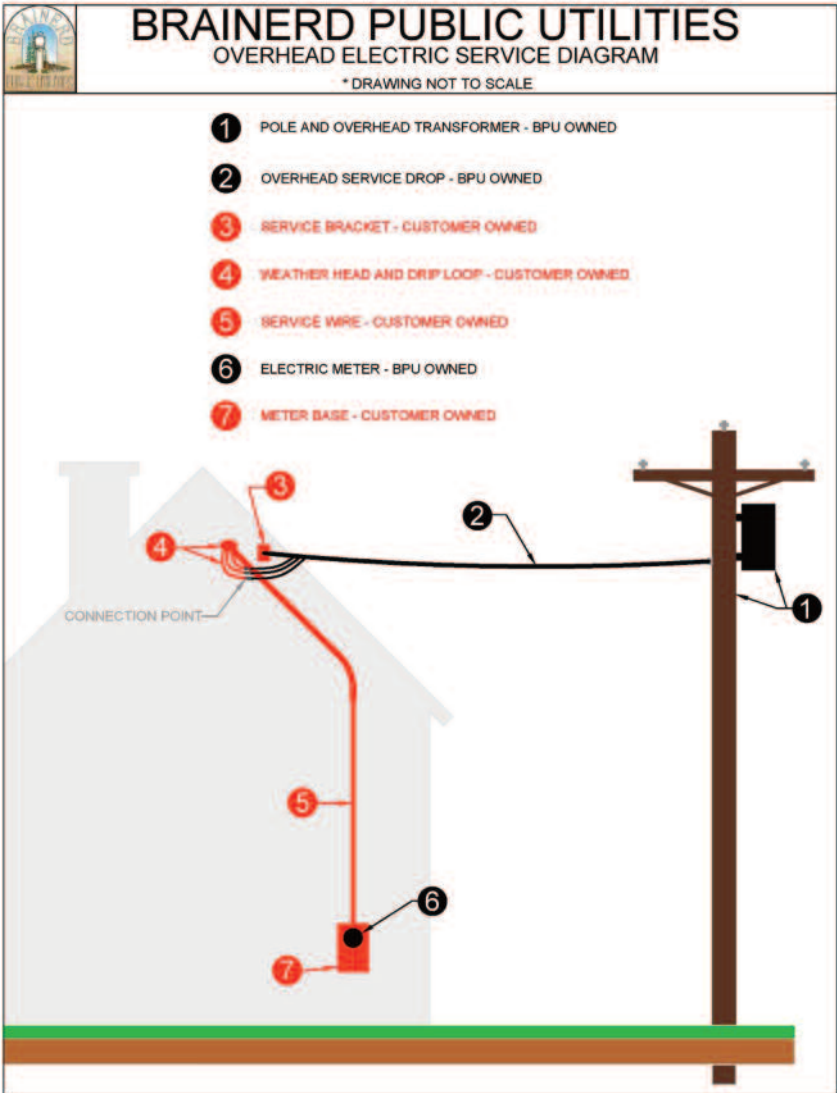 BRAINERD
BRAINERD PUBLIC UTILITIES
OVERHEAD ELECTRIC SERVICE DIAGRAM
* DRAWING NOT TO SCALE
1 POLE AND OVERHEAD TRANSFORMER - BPU OWNED
2 OVERHEAD SERVICE DROP - BPU OWNED
3 SERVICE BRACKET - CUSTOMER OWNED
4 WEATHER HEAD AND DRIP LOOP - CUSTOMER OWNED
5 SERVICE WIRE - CUSTOMER OWNED
6 ELECTRIC METER - BPU OWNED
7 METER BASE - CUSTOMER OWNED
3
2
4
1
CONNECTION POINT
5
6
7